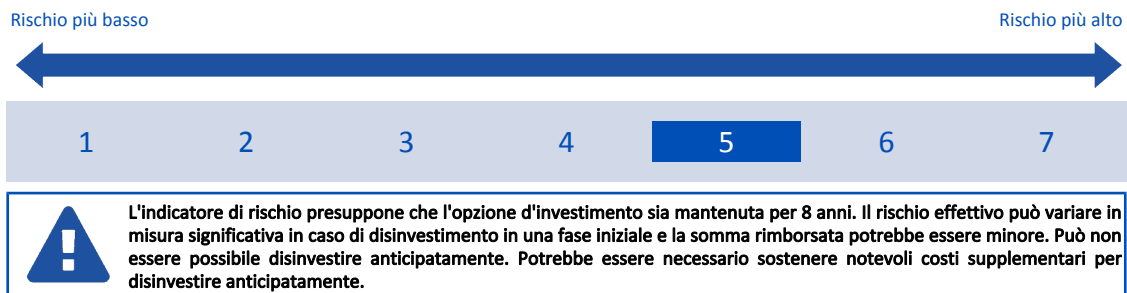 Rischio più basso Rischio più alto
1 2 3 4 5 6 7
L'indicatore di rischio presuppone che l'opzione d'investimento sia mantenuta per 8 anni. Il rischio effettivo può variare in
misura significativa in caso di disinvestimento in una fase iniziale e la somma rimborsata potrebbe essere minore. Può non
essere possibile disinvestire anticipatamente. Potrebbe essere necessario sostenere notevoli costi supplementari per
disinvestire anticipatamente.